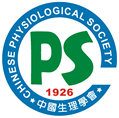 CHINESE PHYSIOLOGICAL SOCIETY
PS
1926
中國生理學會